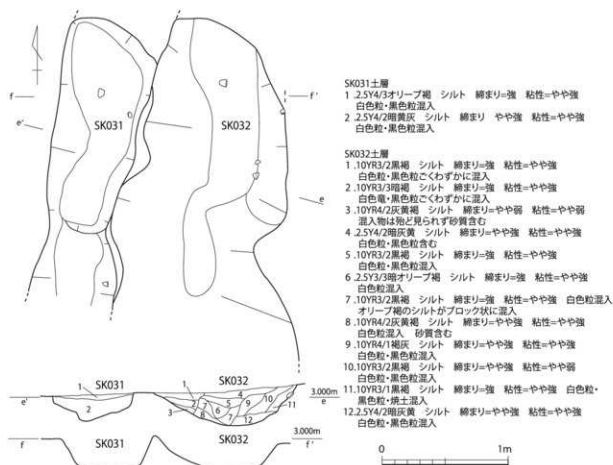 f
e'
SK031
SK032
f'
e
SK031土層
1 .2.5Y4/3オリーブ褐 シルト 締まり=強 粘性=やや強
白色粒・黒色粒混入
2 .2.5Y4/2暗黄灰 シルト 締まり やや強 粘性=やや強
白色粒・黒色粒混入
SK032土層
1 .10YR3/2黒褐 シルト 締まり=強 粘性=やや強
白色粒・黒色粒ごくわずかに混入
2 .10YR3/3暗褐 シルト 締まり=強 粘性=やや強
白色竜・黒色粒ごくわずかに混入
3 .10YR4/2灰黄褐 シルト 締まり=やや弱 粘性=やや弱
混入物は殆ど見られず砂質含む
4 .2.5Y4/2暗灰黄 シルト 締まり=強 粘性=やや強
白色粒・黒色粒含む
5 .10YR3/2黒褐 シルト 締まり=強 粘性=やや強
白色粒・黒色粒混入
6 .2.5Y3/3暗オリーブ褐 シルト 締まり=強 粘性=やや強
白色粒混入
7 .10YR3/2黒褐 シルト 締まり=強 粘性=やや強 白色粒混入
オリーブ褐のシルトがブロック状に混入
8 .10YR4/2灰黄褐 シルト 締まり=やや強 粘性=やや強
白色粒混入 砂質含む
9 .10YR4/1褐灰 シルト 締まり=やや強 粘性=やや強
白色粒・黒色粒混入
10.10YR3/2黒褐 シルト 締まり=やや強 粘性=やや弱
白色粒・黒色粒混入
11.10YR3/1黒褐 シルト 締まり=強 粘性=やや強 白色粒・
黒色粒・焼土混入
12.2.5Y4/2暗灰黄 シルト 締まり=やや強 粘性=やや強
白色粒・黒色粒混入
SK031
SK032
1
2
1
2
3
4
5
6
7
7
8
9
10
11
12
e'
3.000m
e
SK031
SK032
f
3.000m
f'
0
1m